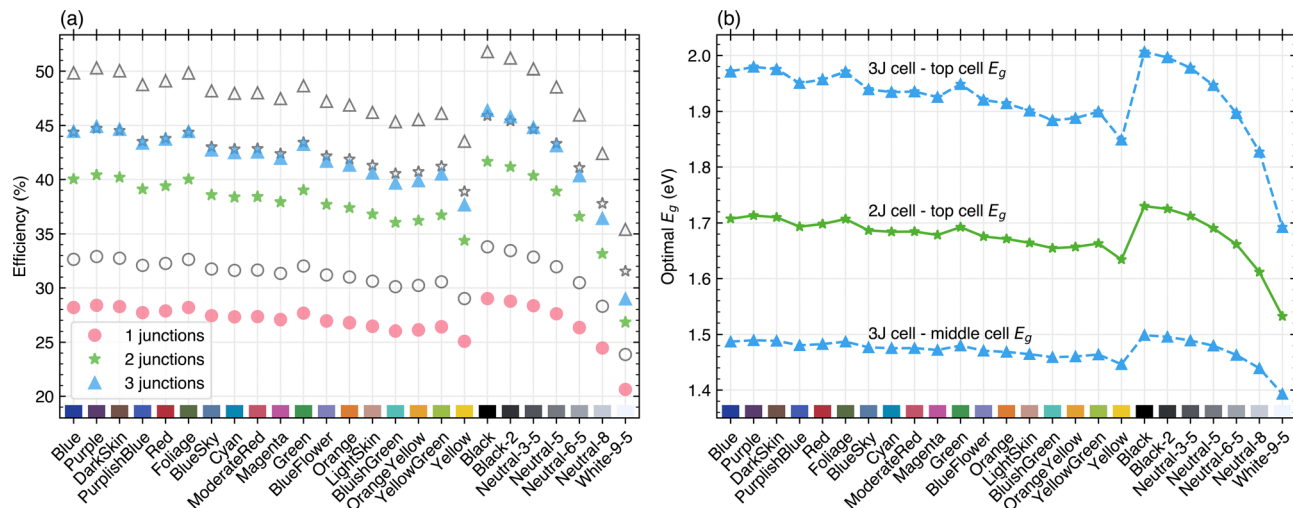 (a)
Efficiency (%)
50
45
40
35
30
25
20
1 junctions
2 junctions
3 junctions
Blue
Purple
DarkSkin
PurplishBlue
Red
Foliage
BlueSky
Cyan
ModerateRed
Magenta
Green
BlueFlower
Orange
LightSkin
BluishGreen
OrangeYellow
YellowGreen
Yellow
Black
Black-2
Neutral-3-5
Neutral-5
Neutral-6-5
Neutral-8
White-9-5
(b)
Optimal E_g (eV)
2.0
1.9
1.8
1.7
1.6
1.5
1.4
3J cell - top cell E_g
2J cell - top cell E_g
3J cell - middle cell E_g
Blue
Purple
DarkSkin
PurplishBlue
Red
Foliage
BlueSky
Cyan
ModerateRed
Magenta
Green
BlueFlower
Orange
LightSkin
BluishGreen
OrangeYellow
YellowGreen
Yellow
Black
Black-2
Neutral-3-5
Neutral-5
Neutral-6-5
Neutral-8
White-9-5